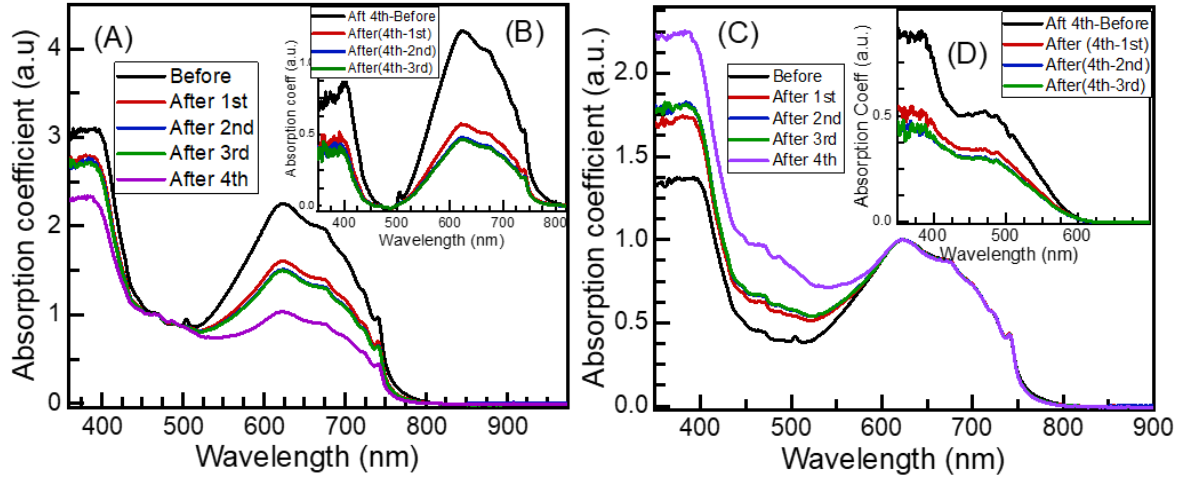 (A)
Absorption coefficient (a.u)
4
3
2
1
0
Before
After 1st
After 2nd
After 3rd
After 4th
400 500 600 700 800 900
Wavelength (nm)
(B)
Aft 4th-Before
After(4th-1st)
After(4th-2nd)
After(4th-3rd)
Absorption coeff (a.u.)
1.0
0.5
0.0
400 500 600 700 800
Wavelength (nm)
(C)
Absorption coefficient (a.u.)
2.0
1.5
1.0
0.5
0.0
Before
After 1st
After 2nd
After 3rd
After 4th
400 500 600 700 800 900
Wavelength (nm)
(D)
Aft 4th-Before
After (4th-1st)
After(4th-2nd)
After(4th-3rd)
Absorption Coeff (a.u.)
0.5
0.0
400 500 600
Wavelength (nm)